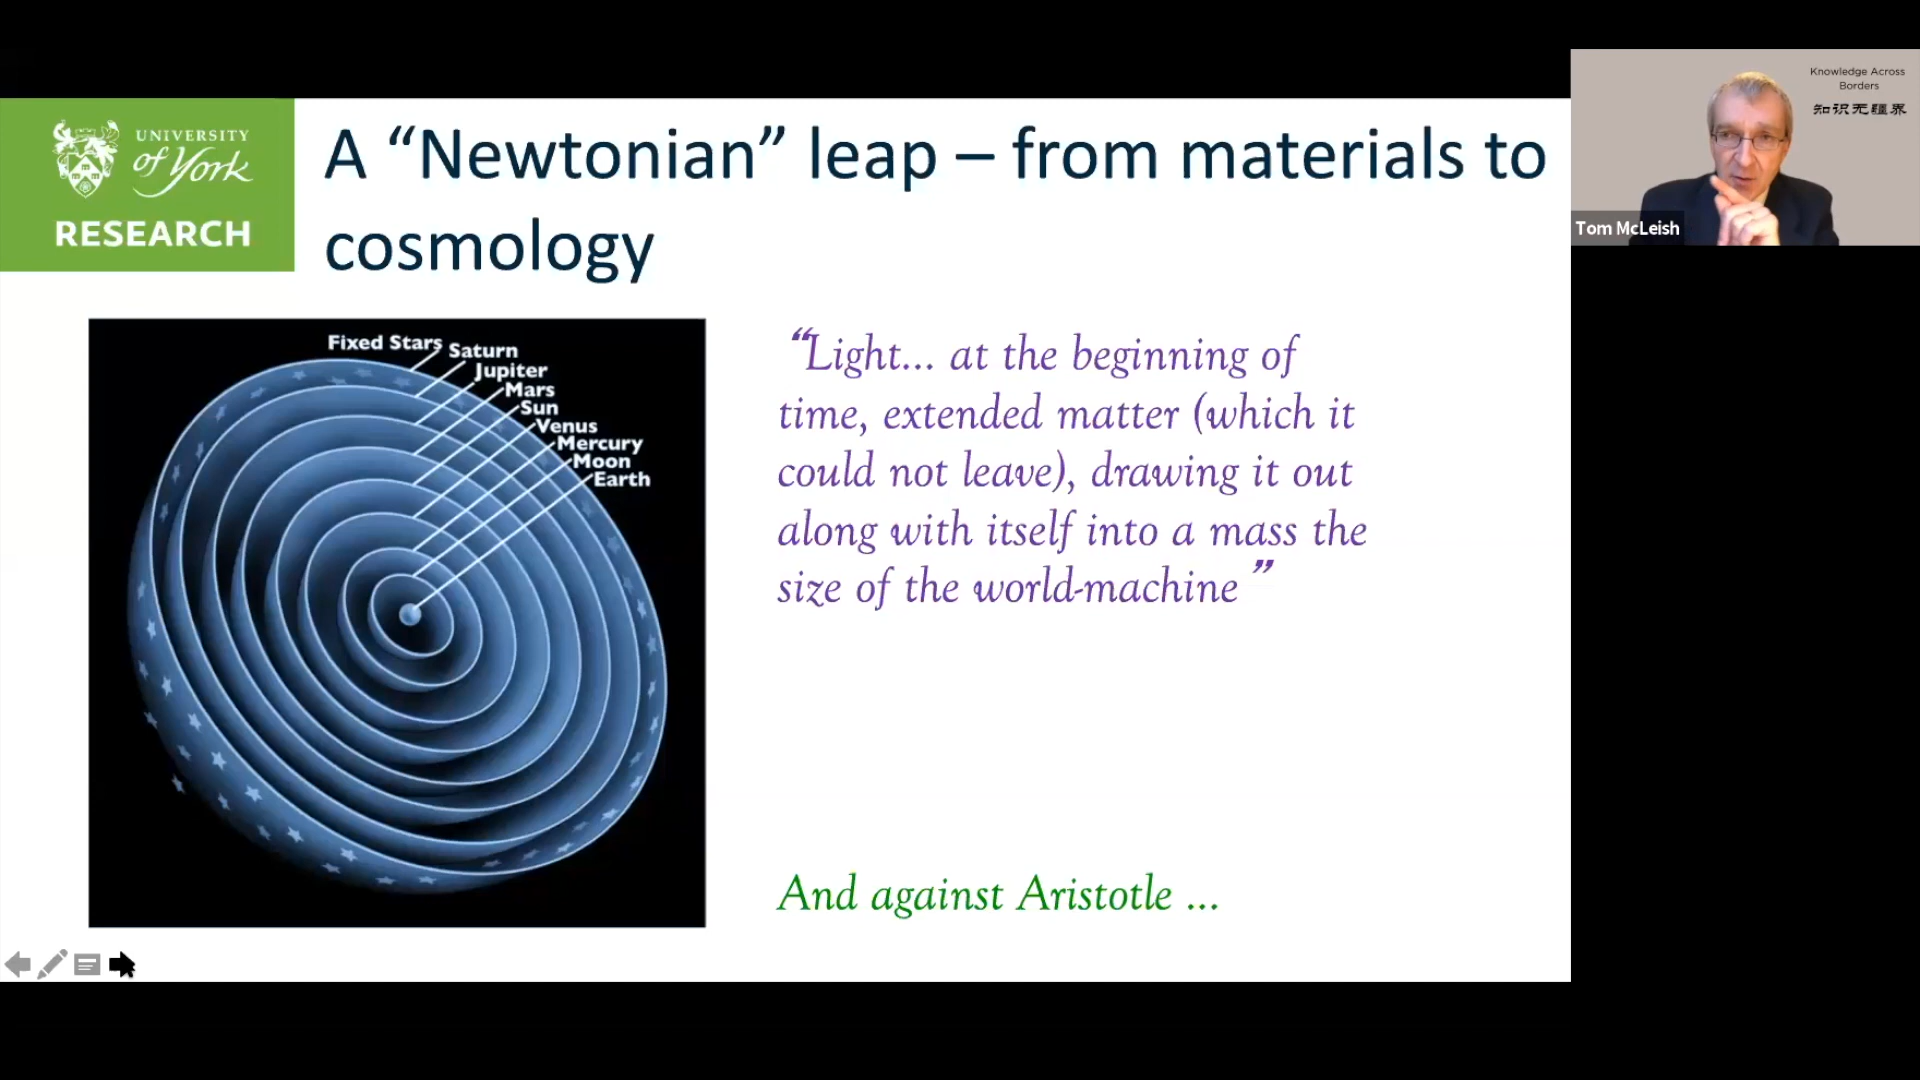 UNIVERSITY
of York
RESEARCH
A “Newtonian” leap – from materials to
cosmology
Fixed Stars
Saturn
Jupiter
Mars
Sun
Venus
Mercury
Moon
Earth
“Light... at the beginning of
time, extended matter (which it
could not leave), drawing it out
along with itself into a mass the
size of the world-machine”
And against Aristotle ...
Knowledge Across
Borders
知识无疆界
Tom McLeish